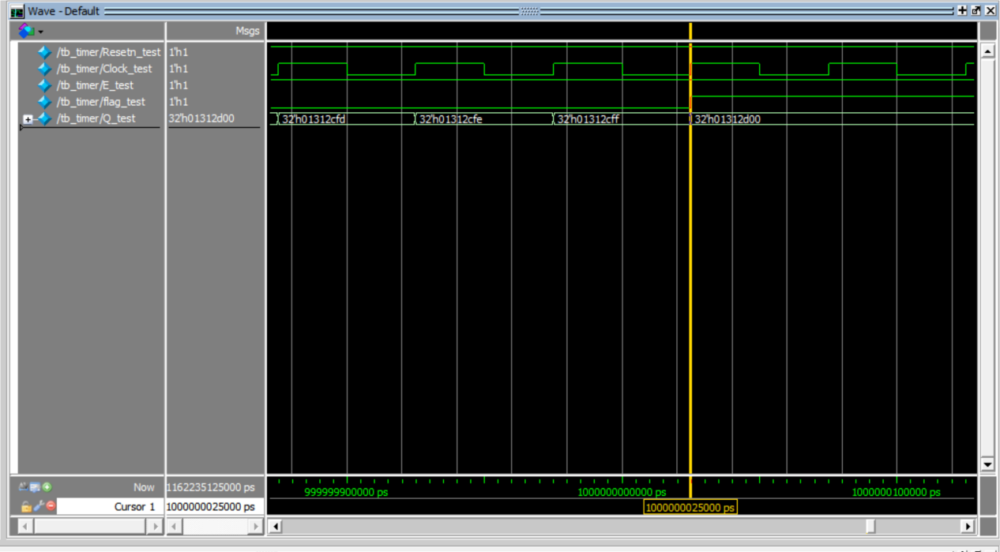 Wave - Default
Msgs
/tb_timer/Resetn_test 1'h1
/tb_timer/Clock_test 1'h1
/tb_timer/E_test 1'h1
/tb_timer/flag_test 1'h1
/tb_timer/Q_test 32'h01312d00 32'h01312cfd 32'h01312cfe 32'h01312cff 32'h01312d00
Now 1162235125000 ps 999999900000 ps 1000000000000 ps 1000000100000 ps
Cursor 1 1000000025000 ps 1000000025000 ps